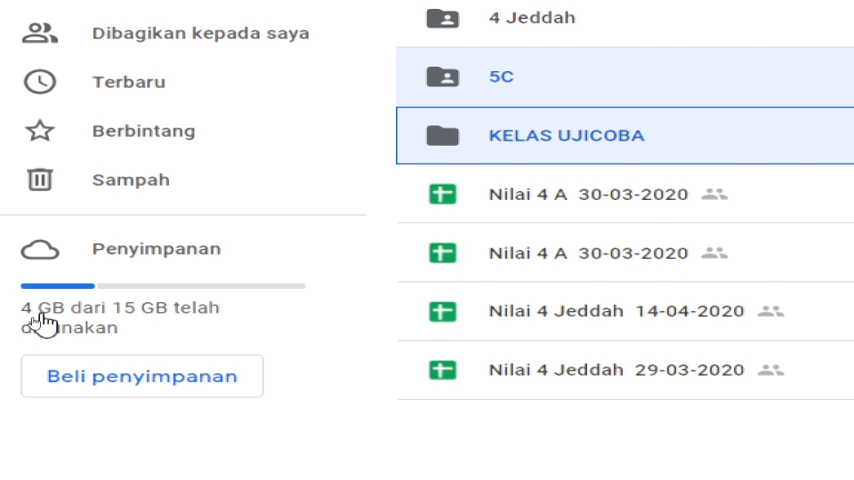 Dibagikan kepada saya
Terbaru
Berbintang
Sampah
Penyimpanan
4 GB dari 15 GB telah
Beli penyimpanan
4 Jeddah
5C
KELAS UJICOBA
Nilai 4 A 30-03-2020
Nilai 4 A 30-03-2020
Nilai 4 Jeddah 14-04-2020
Nilai 4 Jeddah 29-03-2020